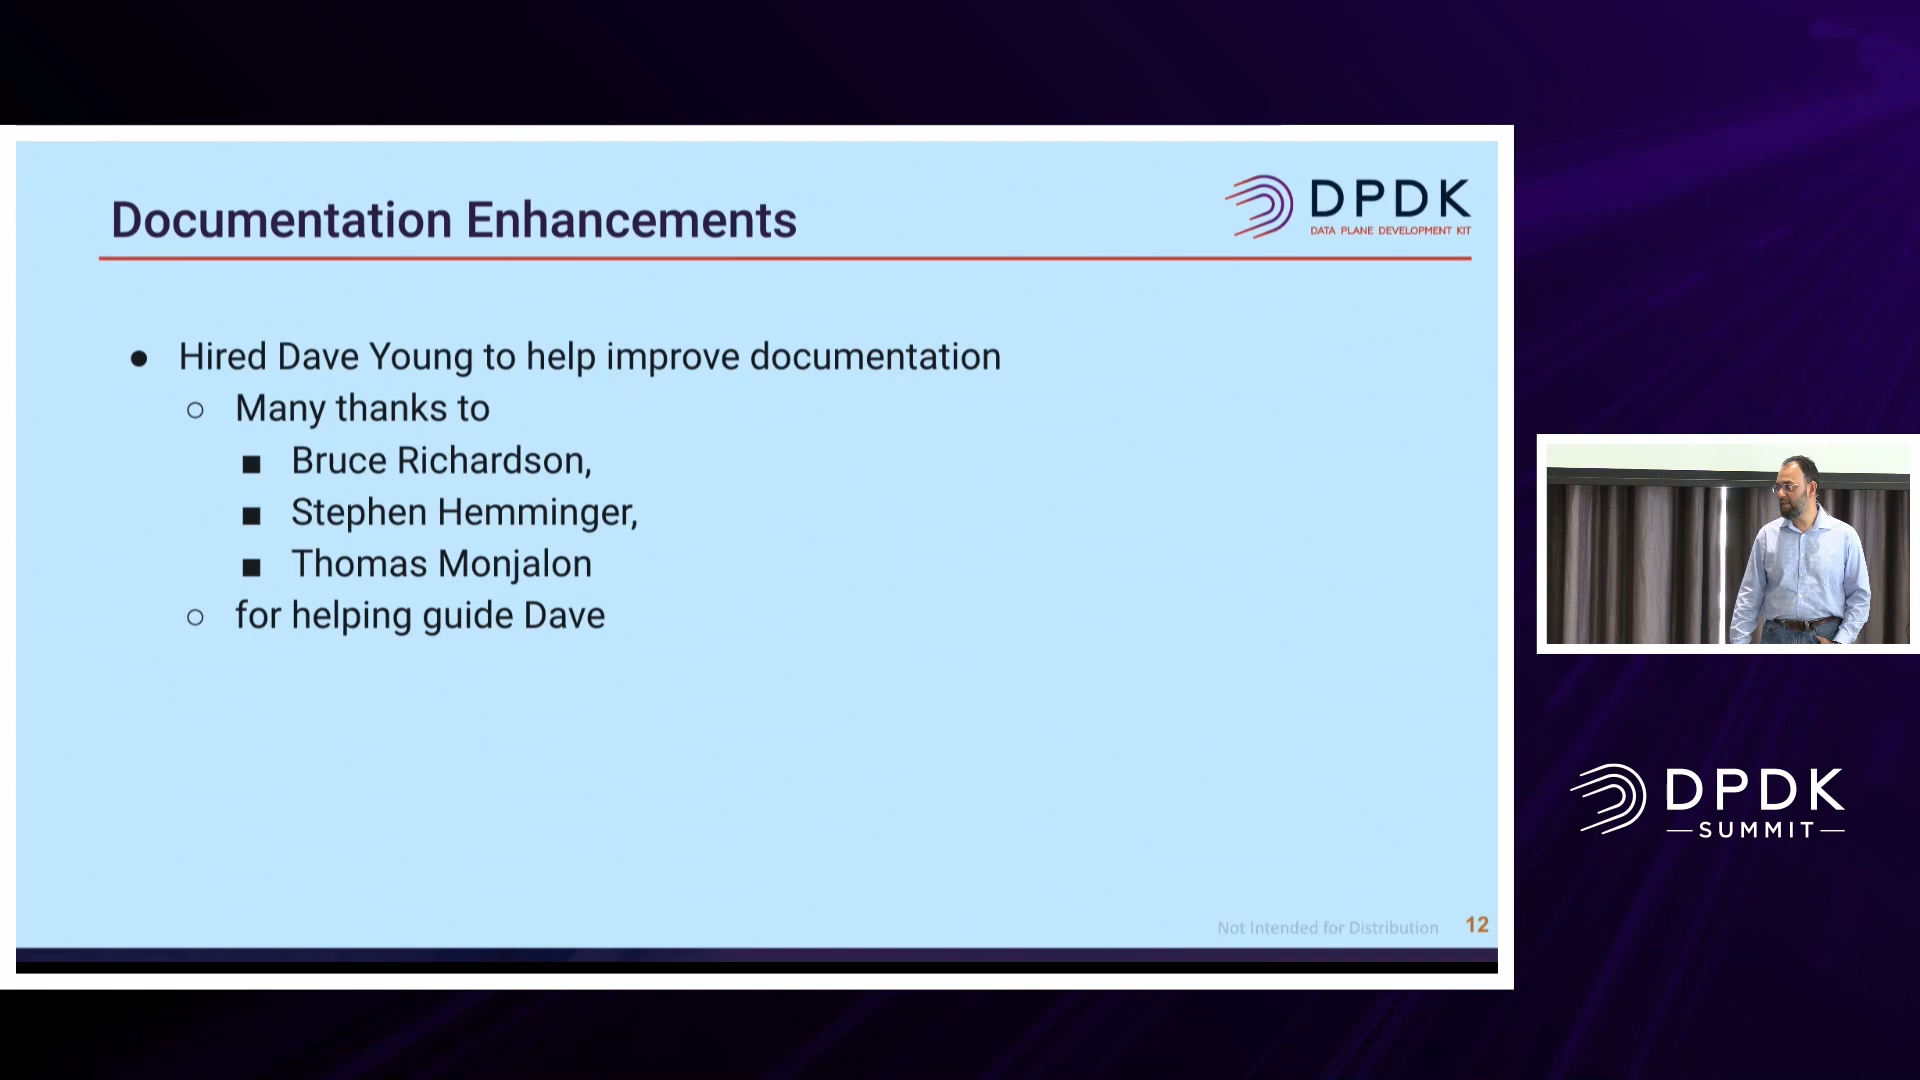 Documentation Enhancements
DPDK
DATA PLANE DEVELOPMENT KIT
● Hired Dave Young to help improve documentation
○ Many thanks to
■ Bruce Richardson,
■ Stephen Hemminger,
■ Thomas Monjalon
○ for helping guide Dave
Not Intended for Distribution 12
DPDK
SUMMIT